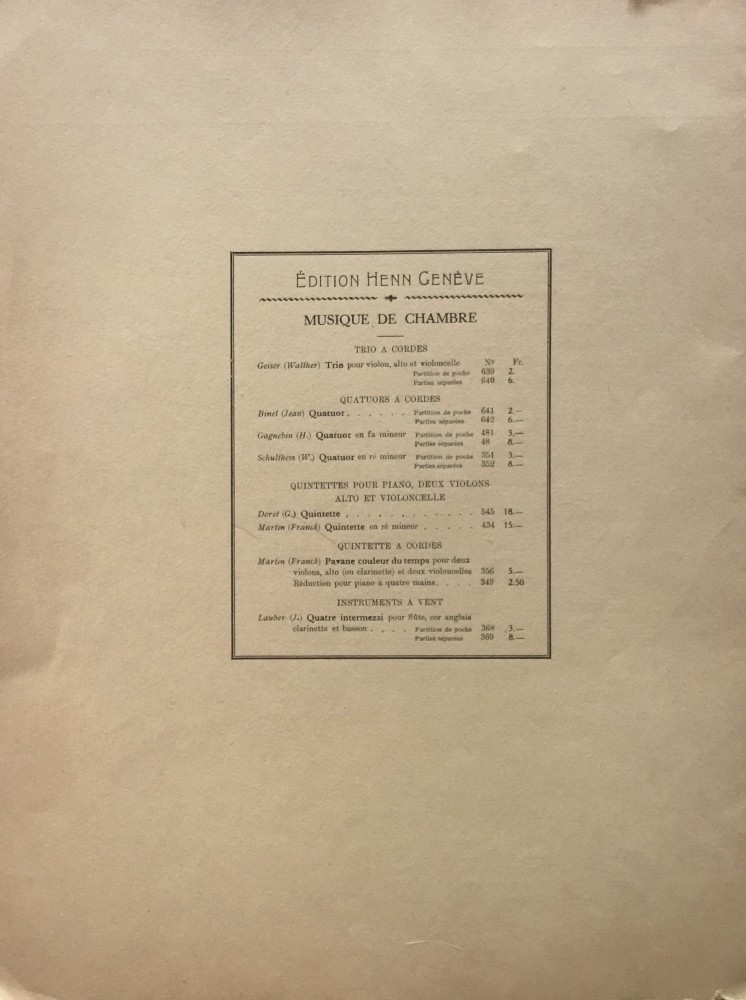 ÉDITION HENN GENÈVE
MUSIQUE DE CHAMBRE
TRIO A CORDES
Geiser (Walther) Trio pour violon, alto et violoncelle No Fr.
Partition de poche 639 2.
Parties séparées 640 6.
QUATUORS A CORDES
Binet (Jean) Quatuor . . . . . . Partition de poche 641 2.—
Parties séparées 642 6.—
Gagnebin (H.) Quatuor en fa mineur Partition de poche 481 3.—
Parties séparées 48 8.—
Schulthess (W.) Quatuor en ré mineur Partition de poche 351 3.—
Parties séparées 352 8.—
QUINTETTES POUR PIANO, DEUX VIOLONS
ALTO ET VIOLONCELLE
Doret (G.) Quintette . . . . . . . . . . . . 545 18.—
Martin (Franck) Quintette en ré mineur . . . . . 434 15.—
QUINTETTE A CORDES
Martin (Franck) Pavane couleur du temps pour deux
violons, alto (ou clarinette) et deux violoncelles 356 5.—
Réduction pour piano à quatre mains. . . . 349 2.50
INSTRUMENTS A VENT
Lauber (J.) Quatre intermezzi pour flûte, cor anglais
clarinette et basson . . . . Partition de poche 368 3.—
Parties séparées 369 8.—